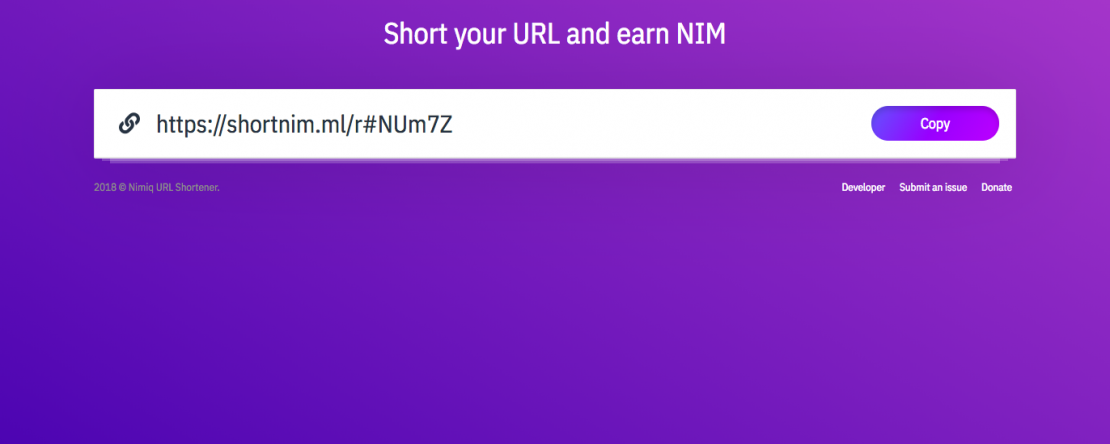 Short your URL and earn NIM
https://shortnim.ml/r#NUm7Z
Copy
2018 © Nimiq URL Shortener.
Developer Submit an issue Donate